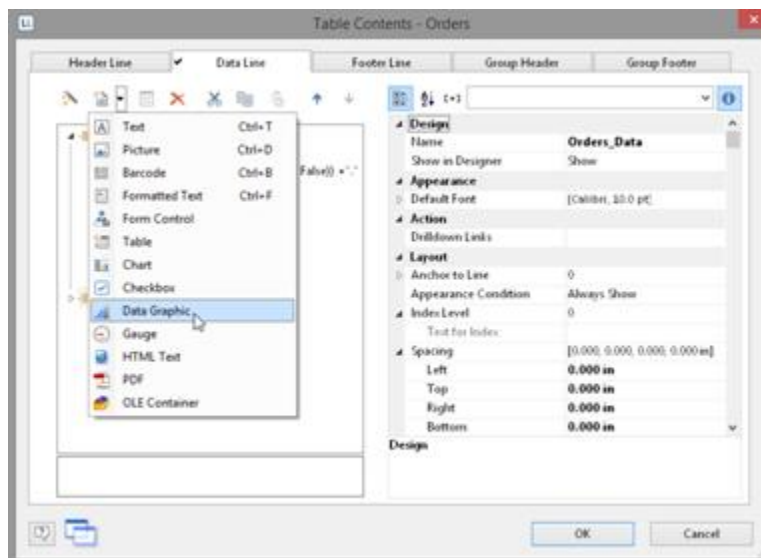 Table Contents - Orders
Header Line
Data Line
Footer Line
Group Header
Group Footer
Text Ctrl+T
Picture Ctrl+D
Barcode Ctrl+B
Formatted Text Ctrl+F
Form Control
Table
Chart
Checkbox
Data Graphic
Gauge
HTML Text
PDF
OLE Container
False)) +'.'
Design
Name Orders_Data
Show in Designer Show
Appearance
Default Font [Calibri, 10.0 pt]
Action
Drilldown Links
Layout
Anchor to Line 0
Appearance Condition Always Show
Index Level 0
Text for Index
Spacing [0.000, 0.000, 0.000, 0.000 in]
Left 0.000 in
Top 0.000 in
Right 0.000 in
Bottom 0.000 in
Design
OK
Cancel